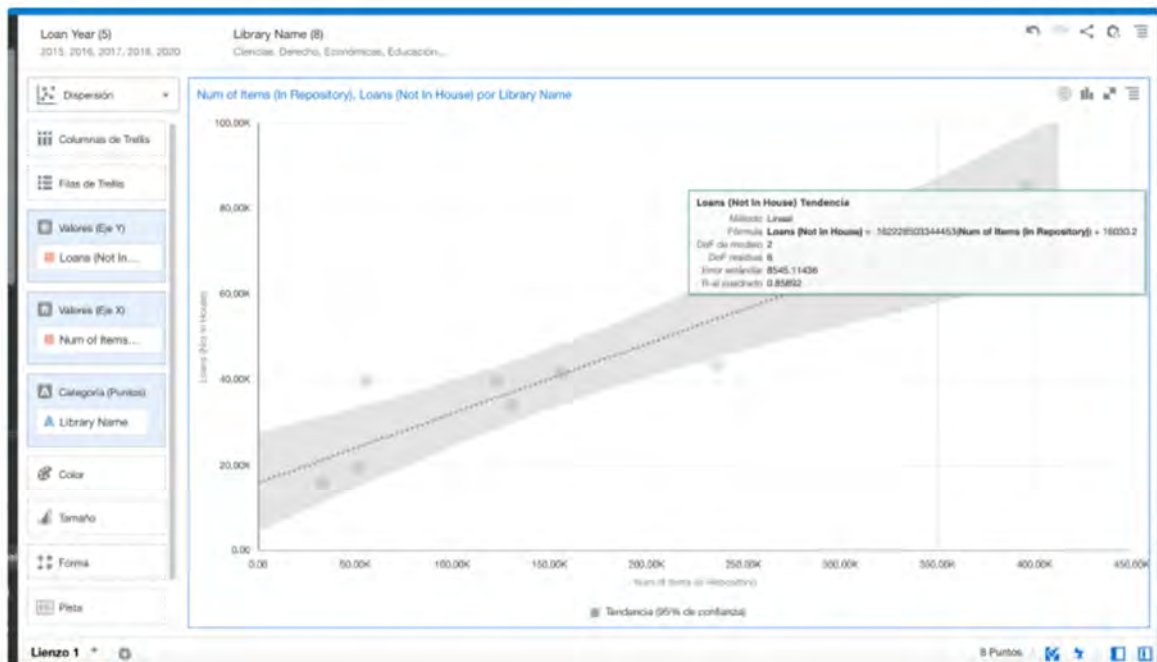 Loan Year (5)
2015, 2016, 2017, 2018, 2020
Library Name (8)
Ciencias, Derecho, Económicas, Educación...
Dispersión
Columnas de Trellis
Filas de Trellis
Valores (Eje Y)
Loans (Not In...
Valores (Eje X)
Num of Items...
Categoría (Puntos)
Library Name
Color
Tamaño
Forma
Pista
Num of Items (In Repository), Loans (Not In House) por Library Name
100.00K
80.00K
60.00K
40.00K
20.00K
0.00
Loans (Not In House)
Loans (Not In House) Tendencia
Método Lineal
Fórmula Loans (Not In House) = .162228503344453(Num of Items (In Repository)) + 16030.2
DoF de modelo 2
DoF residual 6
Error estándar 8545.11436
R al cuadrado 0.85892
0.00
50.00K
100.00K
150.00K
200.00K
250.00K
300.00K
350.00K
400.00K
450.00K
Num of Items (In Repository)
Tendencia (95% de confianza)
Lienzo 1
8 Puntos